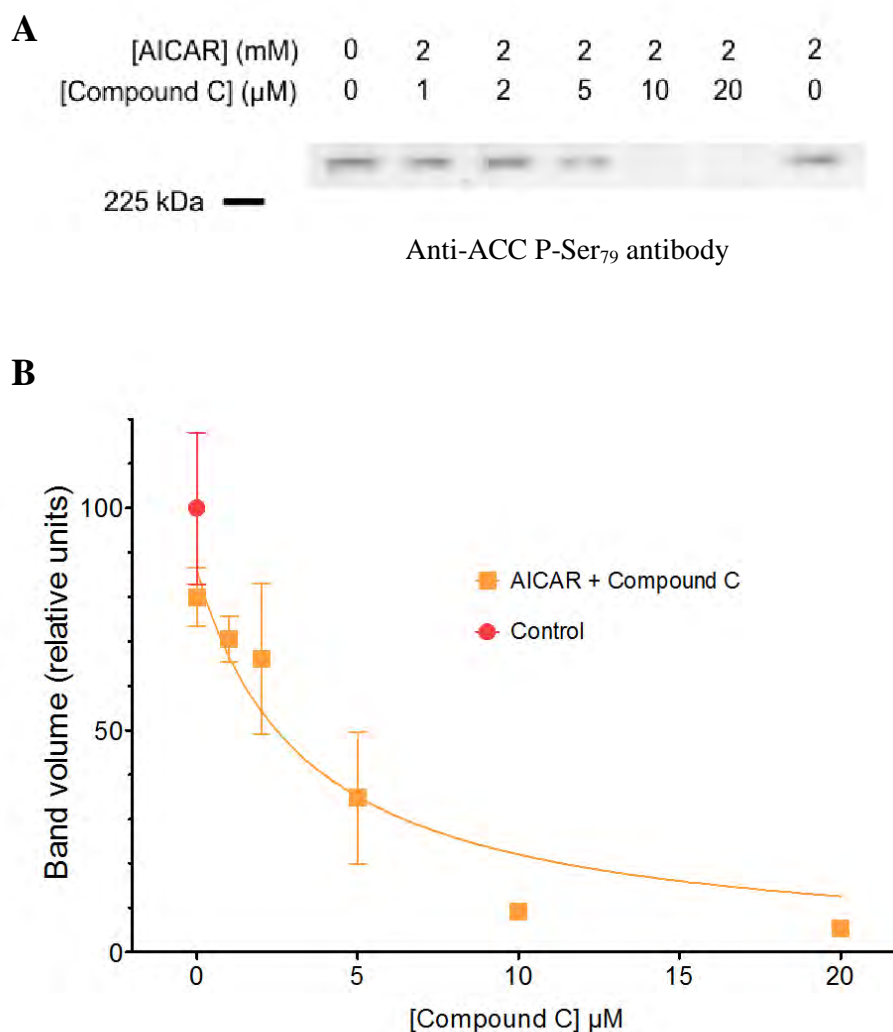 A
[AICAR] (mM) 0 2 2 2 2 2 2
[Compound C] (µM) 0 1 2 5 10 20 0
225 kDa
Anti-ACC P-Ser₇₉ antibody
B
Band volume (relative units)
100
50
0
AICAR + Compound C
Control
0 5 10 15 20
[Compound C] µM